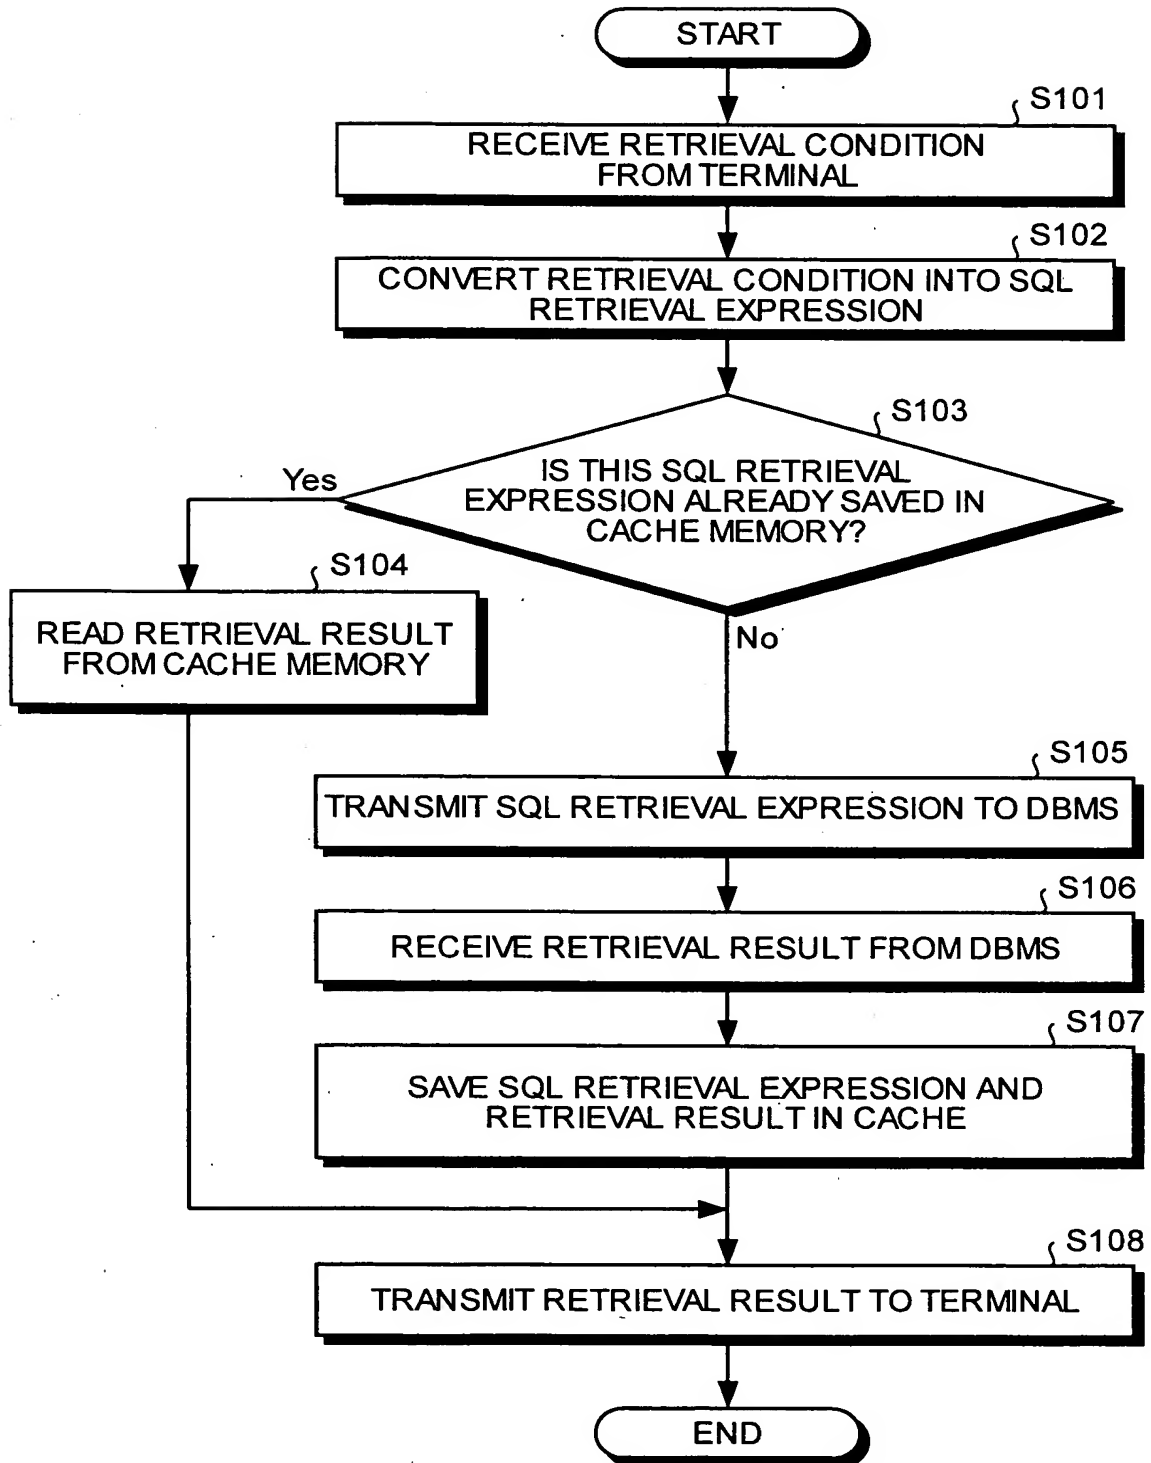 START
S101
RECEIVE RETRIEVAL CONDITION
FROM TERMINAL
S102
CONVERT RETRIEVAL CONDITION INTO SQL
RETRIEVAL EXPRESSION
S103
IS THIS SQL RETRIEVAL
EXPRESSION ALREADY SAVED IN
CACHE MEMORY?
Yes
S104
READ RETRIEVAL RESULT
FROM CACHE MEMORY
No
S105
TRANSMIT SQL RETRIEVAL EXPRESSION TO DBMS
S106
RECEIVE RETRIEVAL RESULT FROM DBMS
S107
SAVE SQL RETRIEVAL EXPRESSION AND
RETRIEVAL RESULT IN CACHE
S108
TRANSMIT RETRIEVAL RESULT TO TERMINAL
END